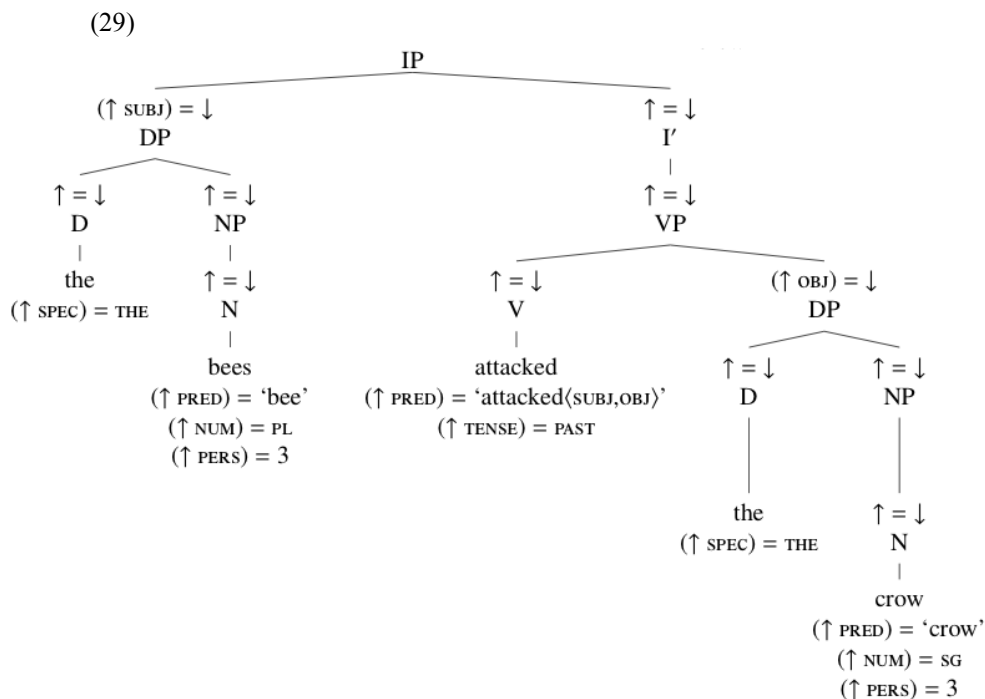 (29)
IP
(↑ SUBJ) = ↓ ↑ = ↓
DP I′
↑ = ↓ ↑ = ↓ ↑ = ↓
D NP VP
the ↑ = ↓ ↑ = ↓ (↑ OBJ) = ↓
(↑ SPEC) = THE N V DP
bees attacked ↑ = ↓ ↑ = ↓
(↑ PRED) = ‘bee’ (↑ PRED) = ‘attacked⟨SUBJ,OBJ⟩’ D NP
(↑ NUM) = PL (↑ TENSE) = PAST
(↑ PERS) = 3
the ↑ = ↓
(↑ SPEC) = THE N
crow
(↑ PRED) = ‘crow’
(↑ NUM) = SG
(↑ PERS) = 3